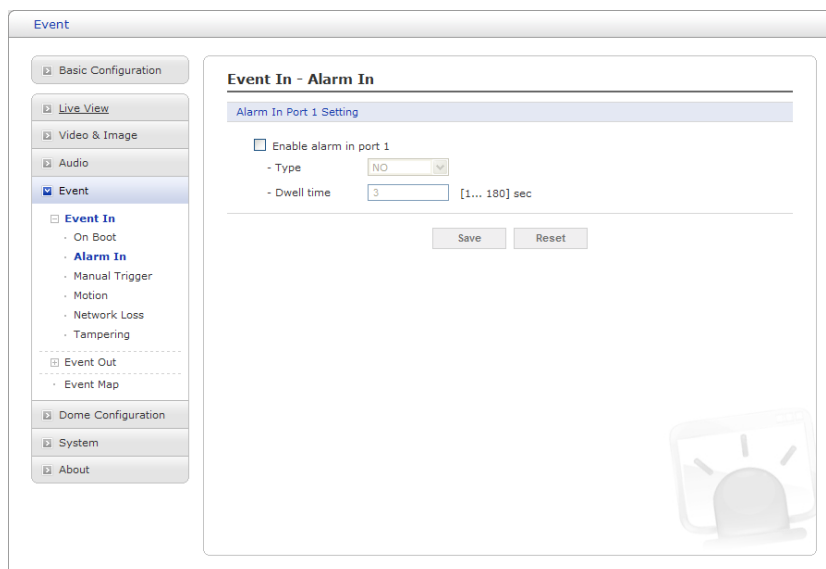 Event
Basic Configuration
Live View
Video & Image
Audio
Event
Event In
On Boot
Alarm In
Manual Trigger
Motion
Network Loss
Tampering
Event Out
Event Map
Dome Configuration
System
About
Event In - Alarm In
Alarm In Port 1 Setting
Enable alarm in port 1
- Type NO
- Dwell time 3 [1... 180] sec
Save Reset